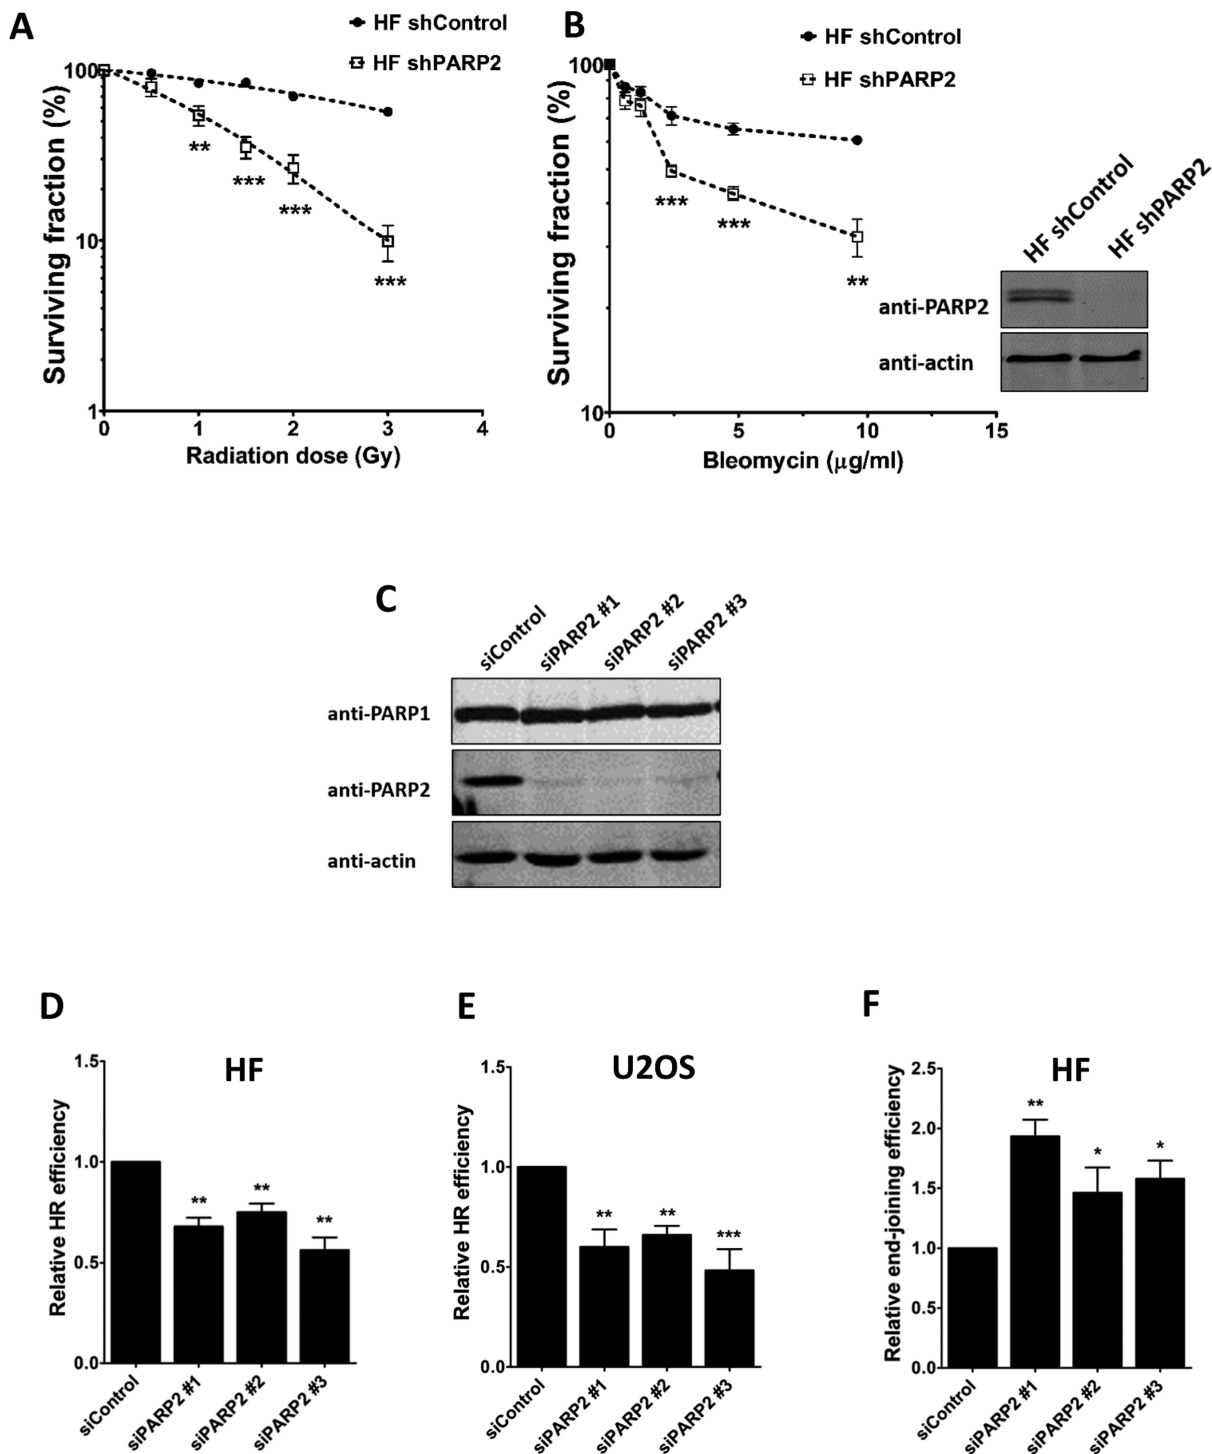 A
HF shControl
HF shPARP2
Surviving fraction (%)
100
10
1
0 1 2 3 4
Radiation dose (Gy)
**
***
***
***
B
HF shControl
HF shPARP2
Surviving fraction (%)
100
10
0 5 10 15
Bleomycin (μg/ml)
***
***
**
HF shControl
HF shPARP2
anti-PARP2
anti-actin
C
siControl
siPARP2 #1
siPARP2 #2
siPARP2 #3
anti-PARP1
anti-PARP2
anti-actin
D
HF
Relative HR efficiency
1.5
1.0
0.5
0.0
**
**
**
siControl
siPARP2 #1
siPARP2 #2
siPARP2 #3
E
U2OS
Relative HR efficiency
1.5
1.0
0.5
0.0
**
**
***
siControl
siPARP2 #1
siPARP2 #2
siPARP2 #3
F
HF
Relative end-joining efficiency
2.5
2.0
1.5
1.0
0.5
0.0
**
*
*
siControl
siPARP2 #1
siPARP2 #2
siPARP2 #3